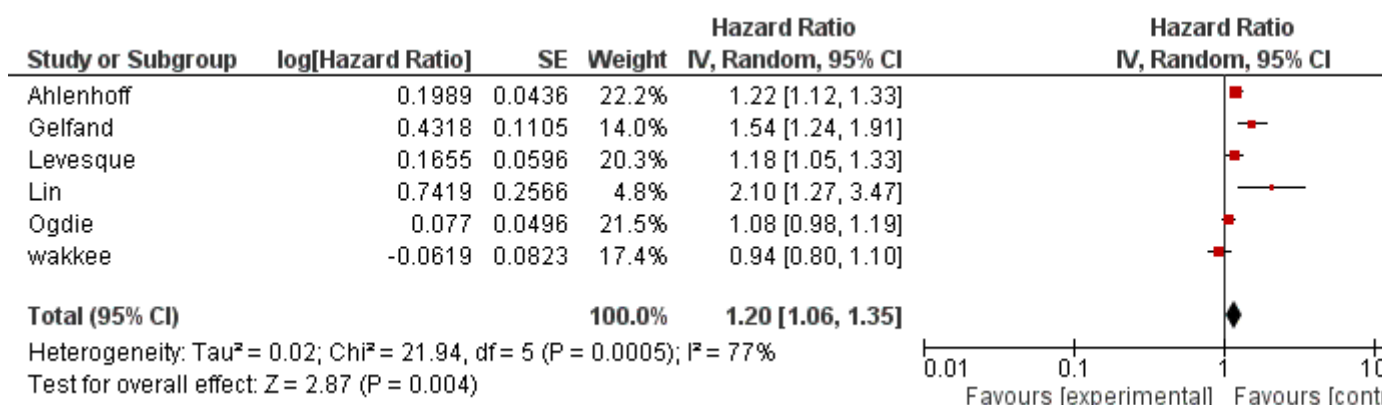 Hazard Ratio Hazard Ratio
Study or Subgroup log[Hazard Ratio] SE Weight IV, Random, 95% CI IV, Random, 95% CI
Ahlenhoff 0.1989 0.0436 22.2% 1.22 [1.12, 1.33]
Gelfand 0.4318 0.1105 14.0% 1.54 [1.24, 1.91]
Levesque 0.1655 0.0596 20.3% 1.18 [1.05, 1.33]
Lin 0.7419 0.2566 4.8% 2.10 [1.27, 3.47]
Ogdie 0.077 0.0496 21.5% 1.08 [0.98, 1.19]
wakkee -0.0619 0.0823 17.4% 0.94 [0.80, 1.10]
Total (95% CI) 100.0% 1.20 [1.06, 1.35]
Heterogeneity: Tau² = 0.02; Chi² = 21.94, df = 5 (P = 0.0005); I² = 77%
Test for overall effect: Z = 2.87 (P = 0.004)
0.01 0.1 1 10
Favours [experimental] Favours [cont